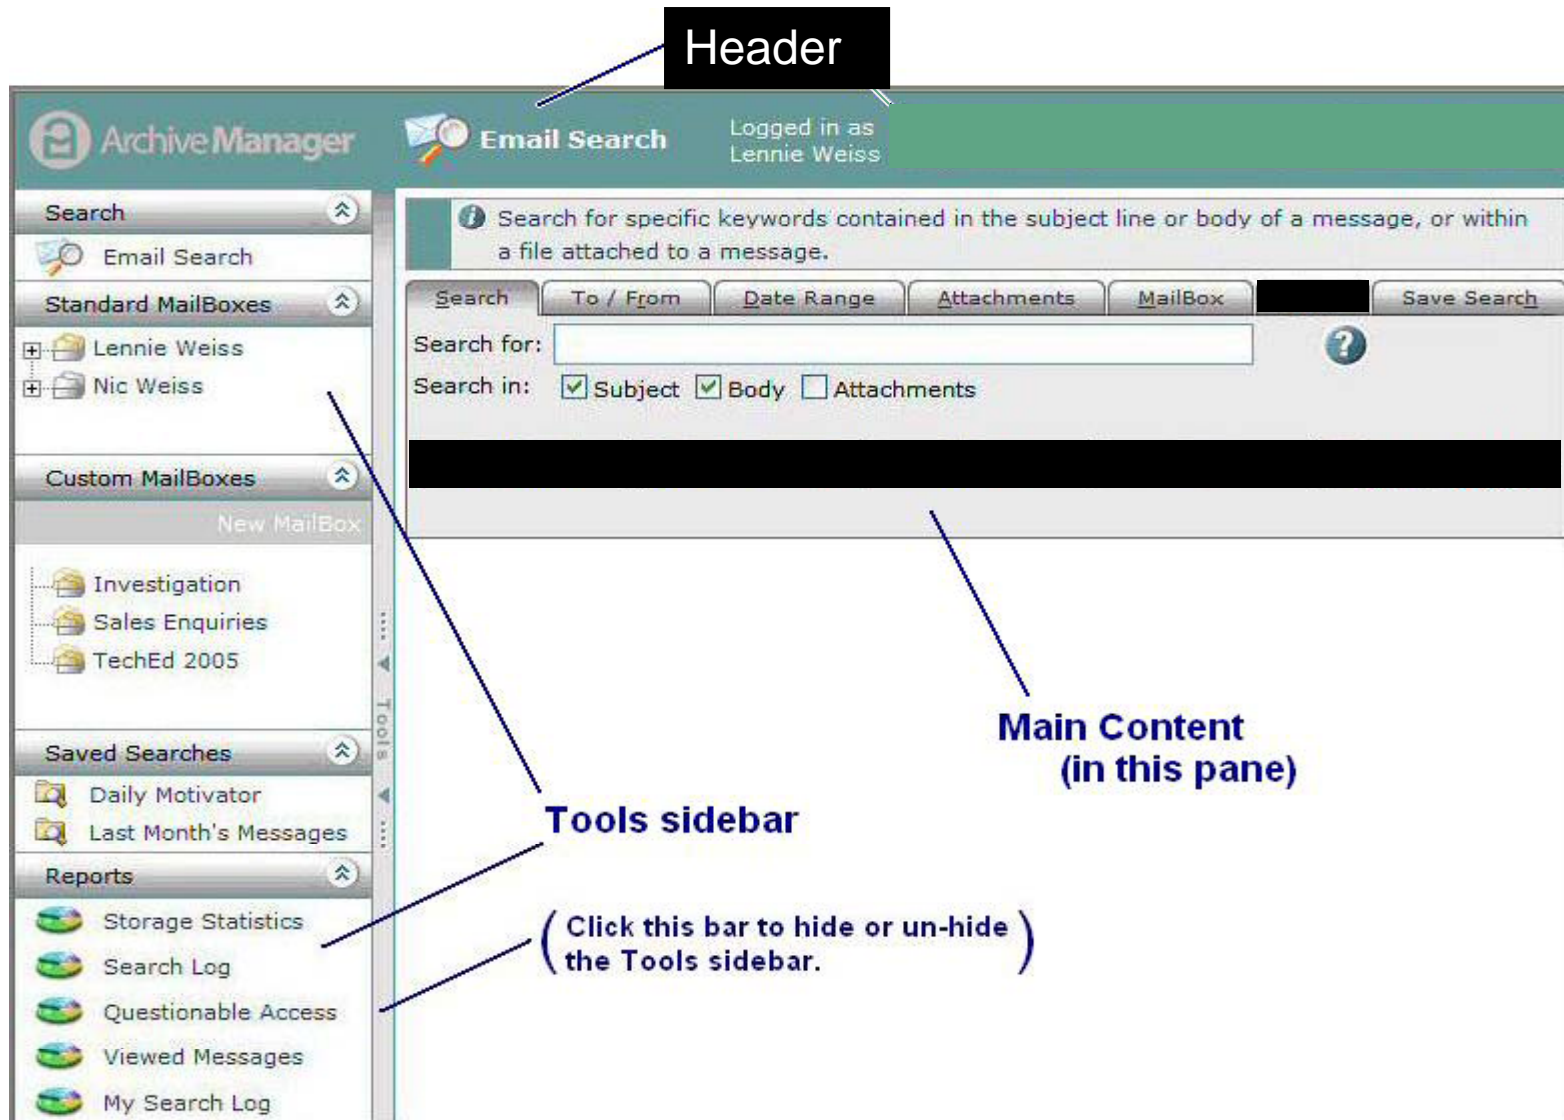 Header
ArchiveManager
Email Search
Logged in as
Lennie Weiss
Search
Email Search
Standard MailBoxes
Lennie Weiss
Nic Weiss
Custom MailBoxes
New MailBox
Investigation
Sales Enquiries
TechEd 2005
Saved Searches
Daily Motivator
Last Month's Messages
Reports
Storage Statistics
Search Log
Questionable Access
Viewed Messages
My Search Log
Tools
Search for specific keywords contained in the subject line or body of a message, or within
a file attached to a message.
Search To / From Date Range Attachments MailBox Save Search
Search for:
?
Search in: Subject Body Attachments
Main Content
(in this pane)
Tools sidebar
(Click this bar to hide or un-hide
the Tools sidebar.)